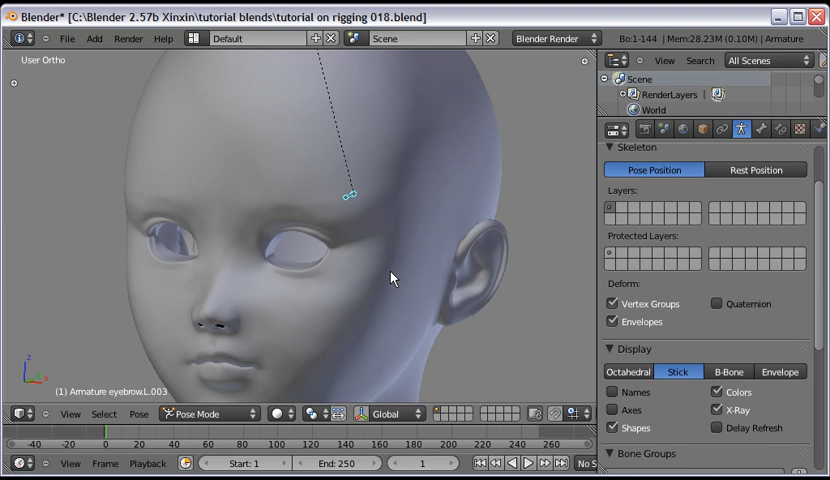 Blender* [C:\Blender 2.57b Xinxin\tutorial blends\tutorial on rigging 018.blend]
File Add Render Help Default Scene Blender Render Bo:1-144 | Mem:28.23M (0.10M) | Armature
User Ortho
View Search All Scenes
Scene
RenderLayers
World
Skeleton
Pose Position Rest Position
Layers:
Protected Layers:
Deform:
Vertex Groups Quaternion
Envelopes
Display
Octahedral Stick B-Bone Envelope
Names Colors
Axes X-Ray
Shapes Delay Refresh
Bone Groups
z
x
(1) Armature eyebrow.L.003
View Select Pose Pose Mode Global
-40 -20 0 20 40 60 80 100 120 140 160 180 200 220 240 260
View Frame Playback Start: 1 End: 250 1 No S